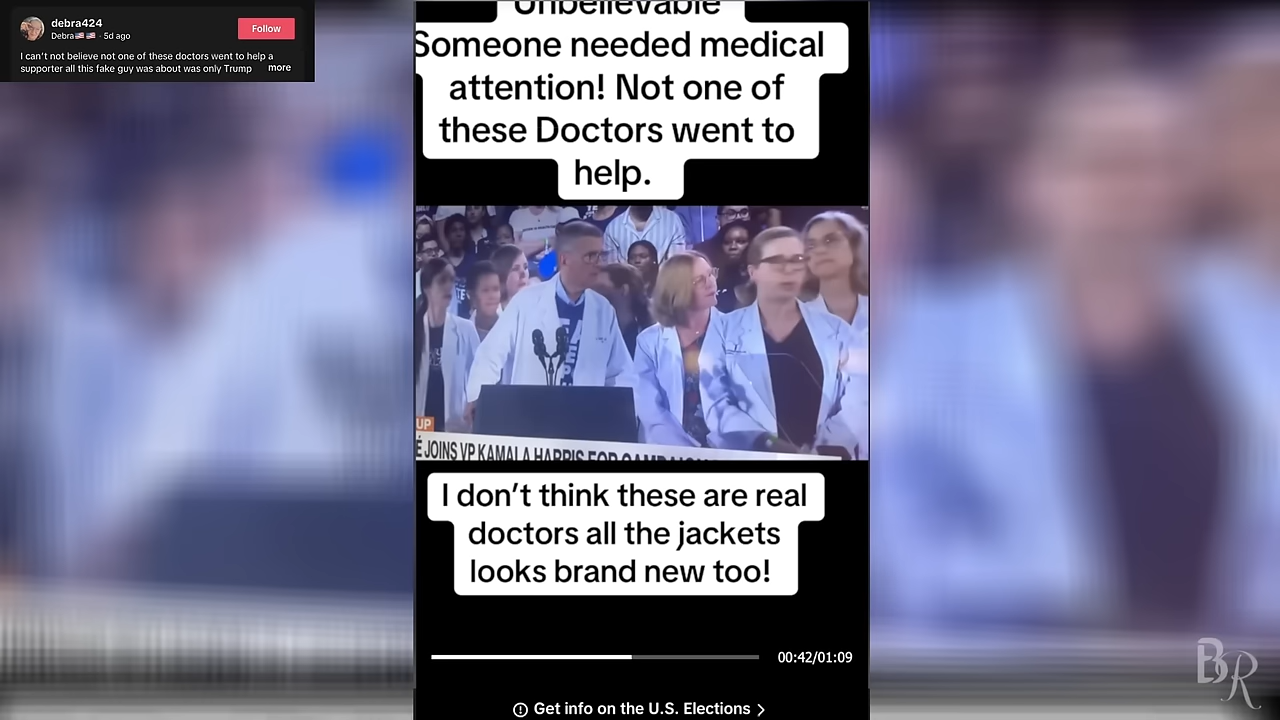 debra424
Debra🇺🇸🇺🇸 · 5d ago
Follow
I can't not believe not one of these doctors went to help a
supporter all this fake guy was about was only Trump
more
Unbelievable
Someone needed medical
attention! Not one of
these Doctors went to
help.
UP
É JOINS VP KAMALA HARRIS FOR CAMPAIGN
I don't think these are real
doctors all the jackets
looks brand new too!
00:42/01:09
Get info on the U.S. Elections >
BR